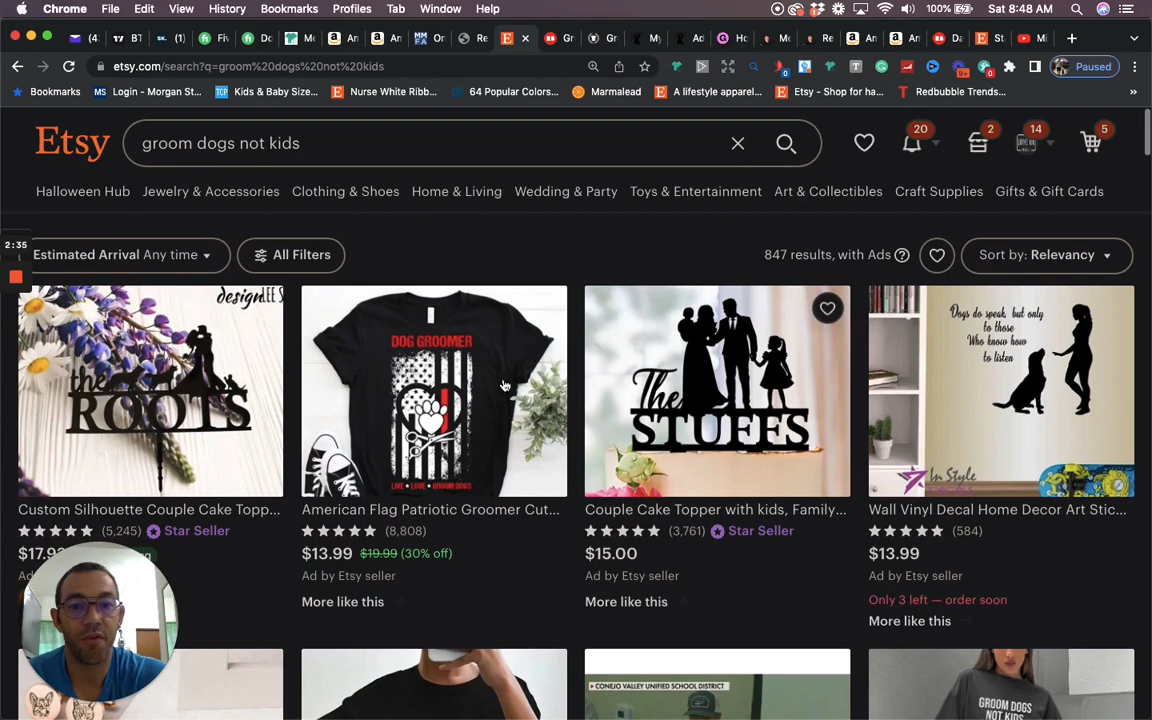 Chrome File Edit View History Bookmarks Profiles Tab Window Help 100% Sat 8:48 AM
etsy.com/search?q=groom%20dogs%20not%20kids Paused
Bookmarks Login - Morgan St... Kids & Baby Size... Nurse White Ribb... 64 Popular Colors... Marmalead A lifestyle apparel... Etsy - Shop for ha... Redbubble Trends...
Etsy groom dogs not kids 20 2 14 5
Halloween Hub Jewelry & Accessories Clothing & Shoes Home & Living Wedding & Party Toys & Entertainment Art & Collectibles Craft Supplies Gifts & Gift Cards
2:35
Estimated Arrival Any time All Filters 847 results, with Ads Sort by: Relevancy
the
ROOTS
DOG GROOMER
LIVE • LOVE • GROOM DOGS
The
STUFFS
Dogs do speak, but only
to those
Who know how
to listen
In Style
Custom Silhouette Couple Cake Topp... American Flag Patriotic Groomer Cut... Couple Cake Topper with kids, Family... Wall Vinyl Decal Home Decor Art Stic...
(5,245) Star Seller (8,808) (3,761) Star Seller (584)
$13.99 $19.99 (30% off) $15.00 $13.99
Ad by Etsy seller Ad by Etsy seller Ad by Etsy seller
More like this More like this Only 3 left — order soon
More like this
CONEJO VALLEY UNIFIED SCHOOL DISTRICT
GROOM DOGS
NOT KIDS